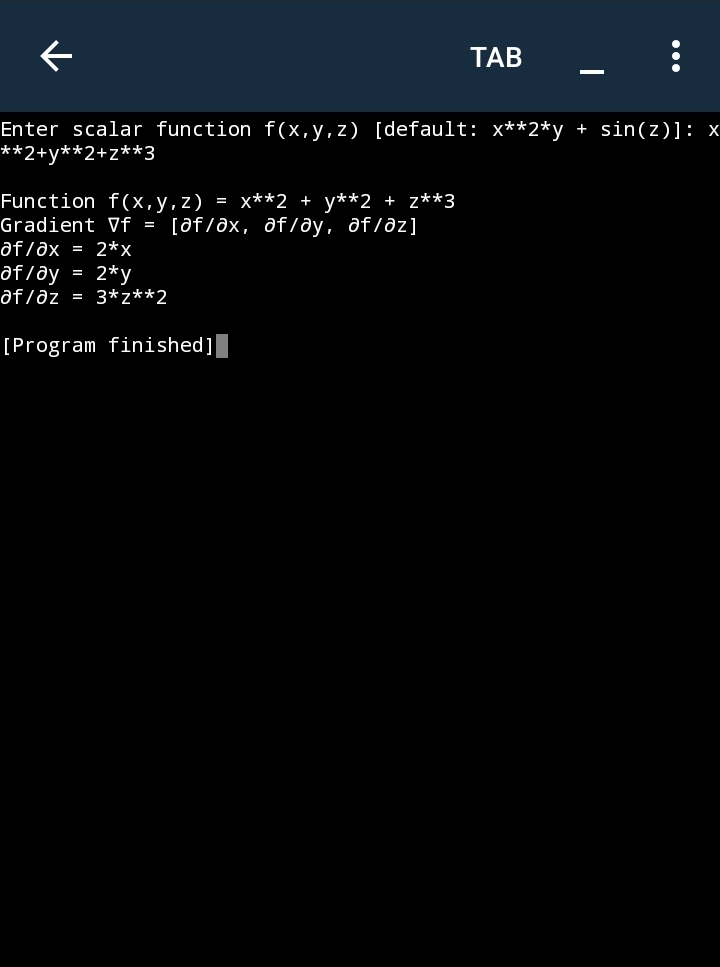 TAB
Enter scalar function f(x,y,z) [default: x**2*y + sin(z)]: x
**2+y**2+z**3
Function f(x,y,z) = x**2 + y**2 + z**3
Gradient ∇f = [∂f/∂x, ∂f/∂y, ∂f/∂z]
∂f/∂x = 2*x
∂f/∂y = 2*y
∂f/∂z = 3*z**2
[Program finished]